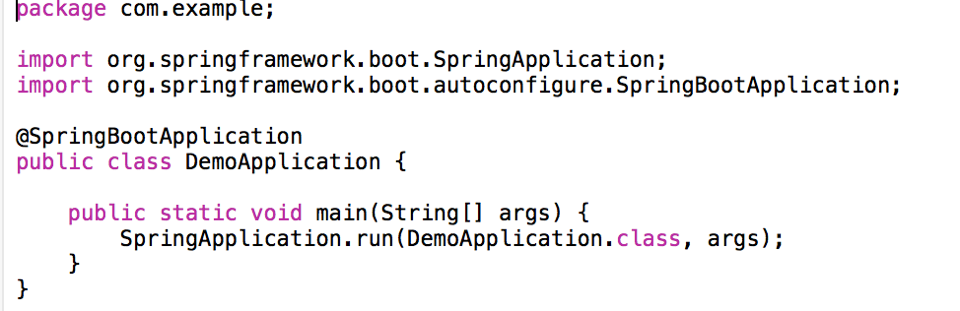 package com.example;

import org.springframework.boot.SpringApplication;
import org.springframework.boot.autoconfigure.SpringBootApplication;

@SpringBootApplication
public class DemoApplication {

    public static void main(String[] args) {
        SpringApplication.run(DemoApplication.class, args);
    }
}